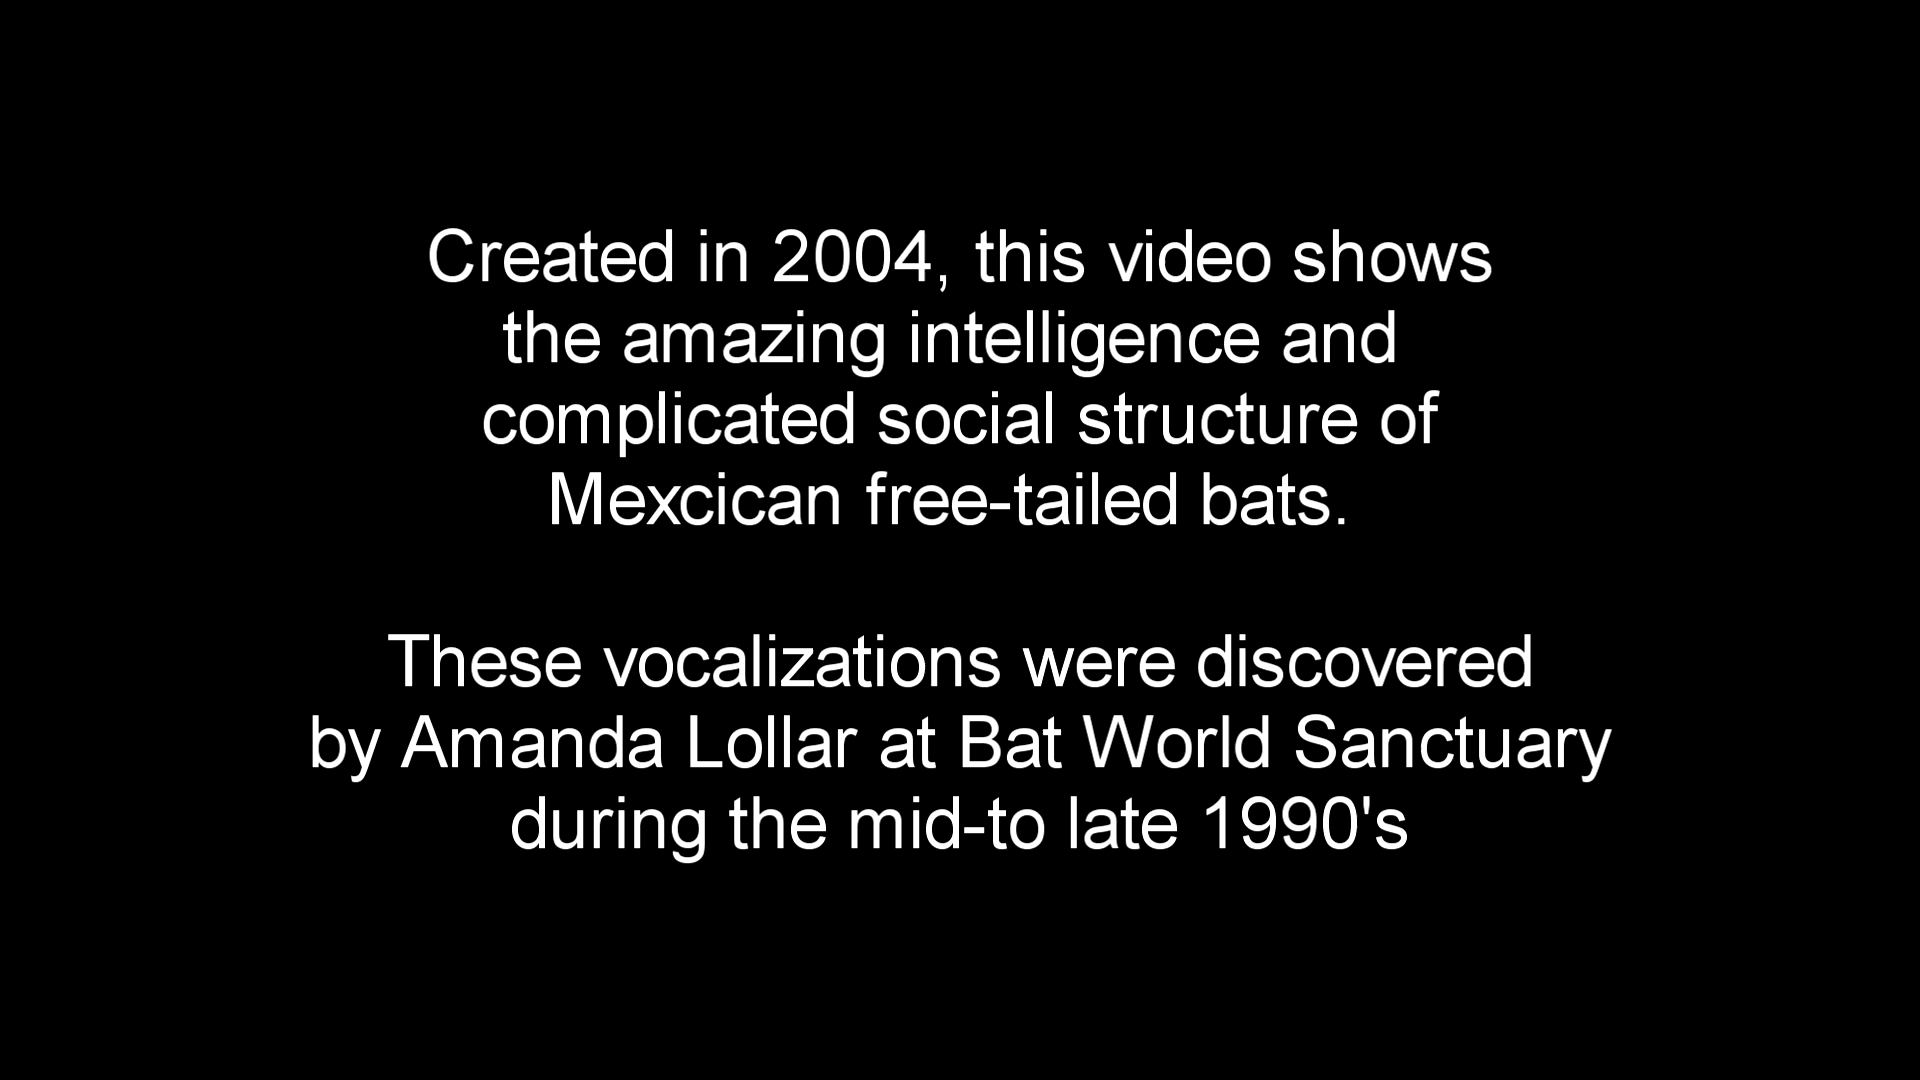 Created in 2004, this video shows
the amazing intelligence and
complicated social structure of
Mexcican free-tailed bats.
These vocalizations were discovered
by Amanda Lollar at Bat World Sanctuary
during the mid-to late 1990's